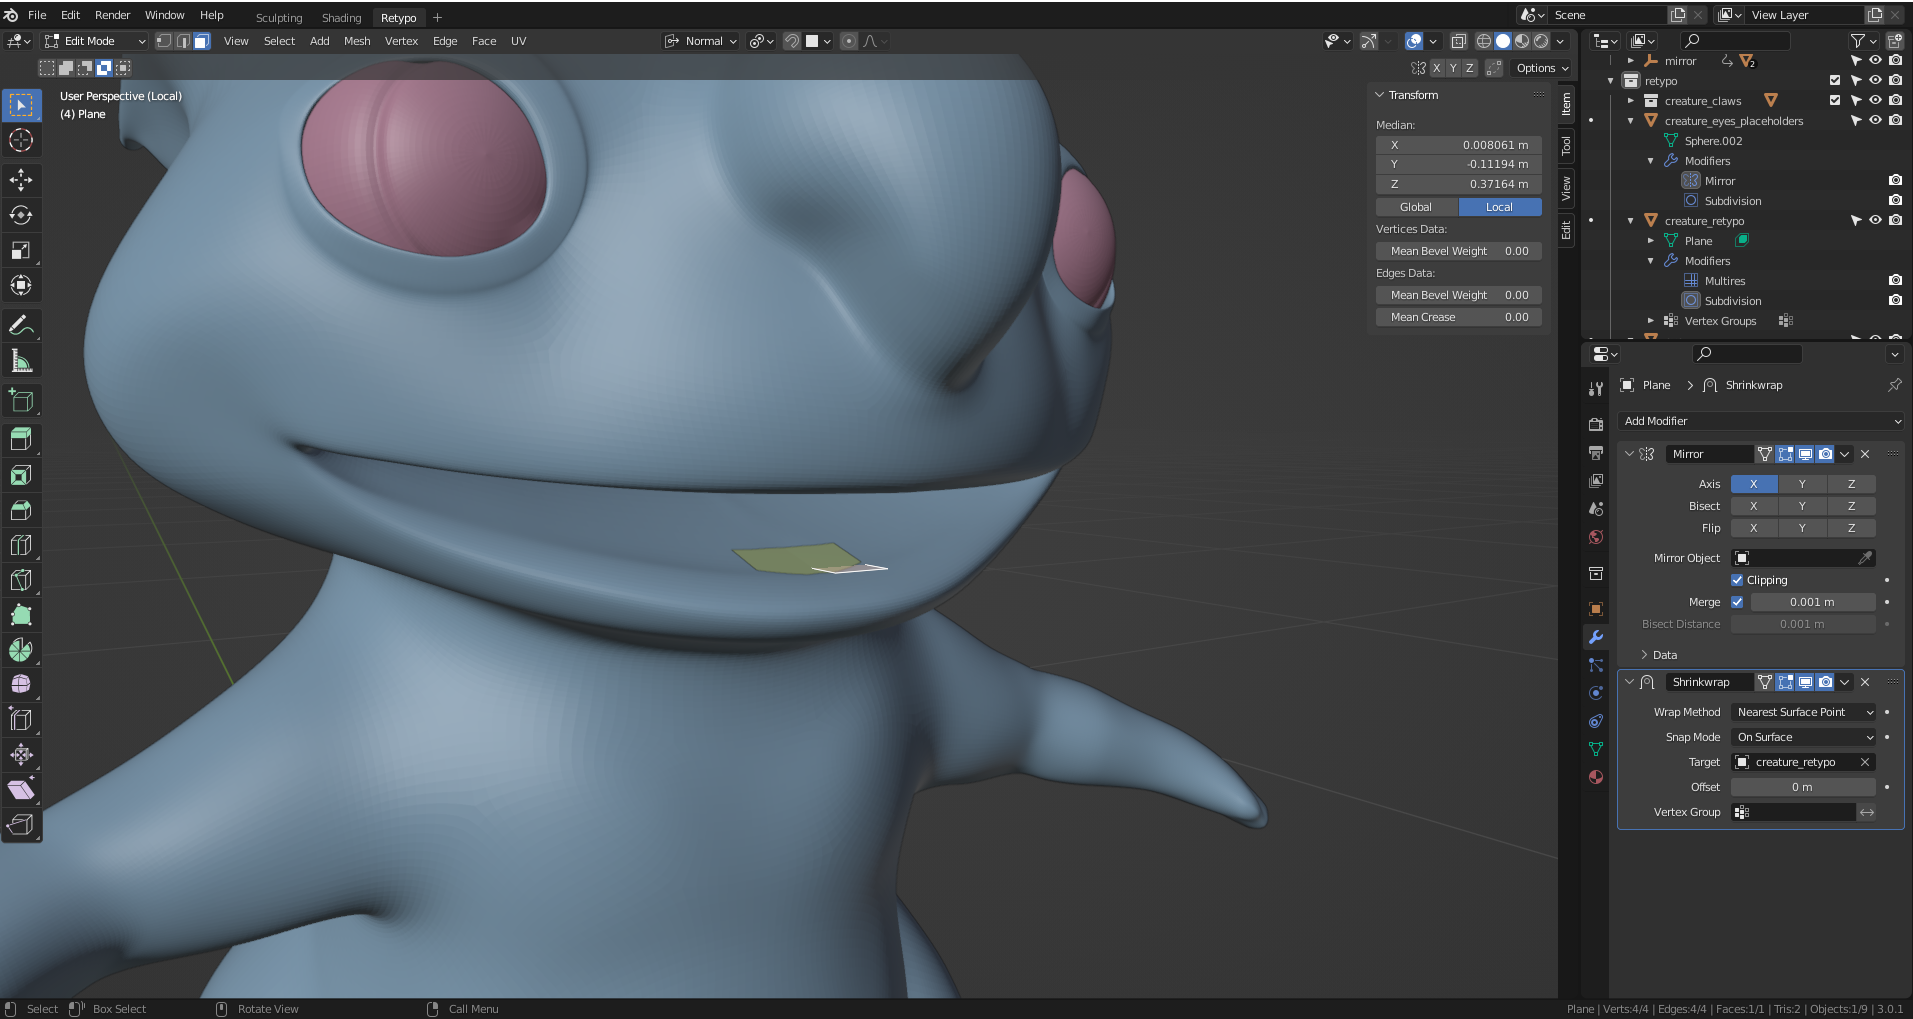 File Edit Render Window Help Sculpting Shading Retypo + Scene View Layer
Edit Mode View Select Add Mesh Vertex Edge Face UV Normal
X Y Z Options
User Perspective (Local)
(4) Plane
Transform
Median:
X 0.008061 m
Y -0.11194 m
Z 0.37164 m
Global Local
Vertices Data:
Mean Bevel Weight 0.00
Edges Data:
Mean Bevel Weight 0.00
Mean Crease 0.00
Item
Tool
View
Edit
mirror 2
retypo
creature_claws
creature_eyes_placeholders
Sphere.002
Modifiers
Mirror
Subdivision
creature_retypo
Plane
Modifiers
Multires
Subdivision
Vertex Groups
Plane > Shrinkwrap
Add Modifier
Mirror
Axis X Y Z
Bisect X Y Z
Flip X Y Z
Mirror Object
Clipping
Merge 0.001 m
Bisect Distance 0.001 m
Data
Shrinkwrap
Wrap Method Nearest Surface Point
Snap Mode On Surface
Target creature_retypo
Offset 0 m
Vertex Group
Select Box Select Rotate View Call Menu Plane | Verts:4/4 | Edges:4/4 | Faces:1/1 | Tris:2 | Objects:1/9 | 3.0.1